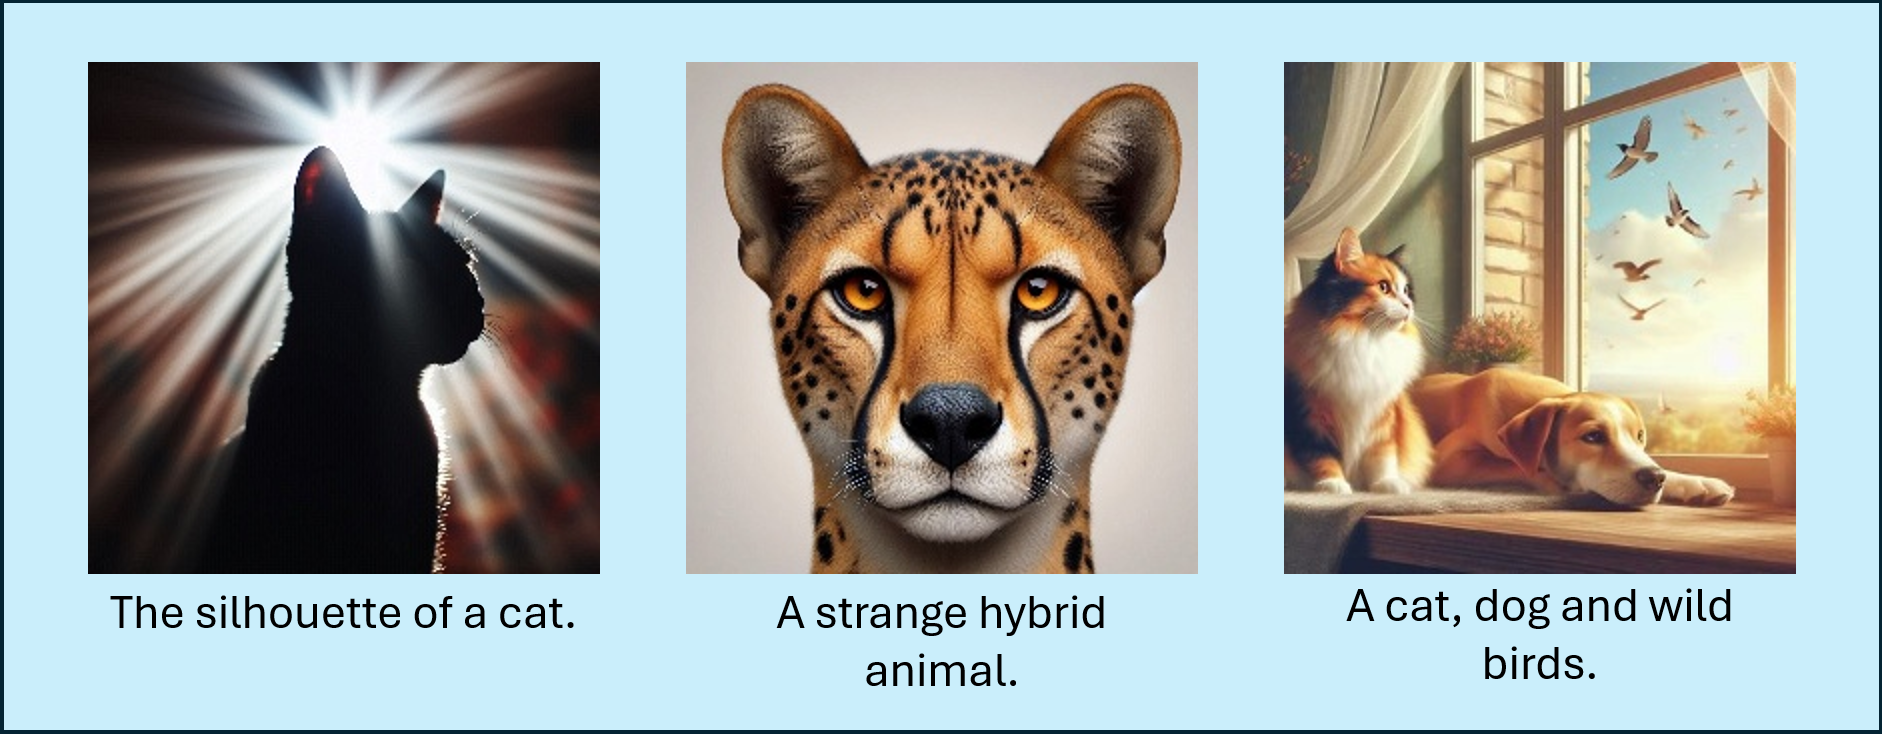 The silhouette of a cat.
A strange hybrid
animal.
A cat, dog and wild
birds.